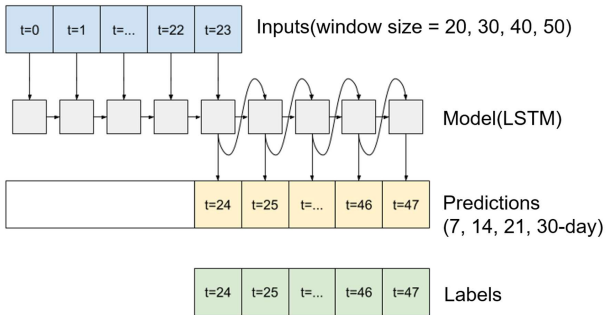 t=0 t=1 t=... t=22 t=23 Inputs(window size = 20, 30, 40, 50)
Model(LSTM)
t=24 t=25 t=... t=46 t=47 Predictions
(7, 14, 21, 30-day)
t=24 t=25 t=... t=46 t=47 Labels